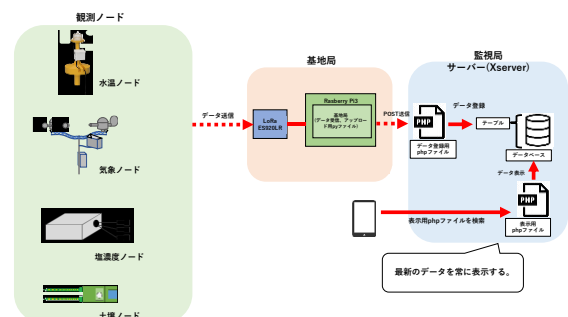 観測ノード
水温ノード
気象ノード
塩濃度ノード
土壌ノード
データ送信
基地局
LoRa
ES920LR
Rasberry Pi3
基地局
(データ受信、アップロー
ド用pyファイル)
POST送信
監視局
サーバー(Xserver)
PHP
データ登録用
phpファイル
データ登録
テーブル
データベース
データ表示
PHP
表示用
phpファイル
表示用phpファイルを検索
最新のデータを常に表示する。